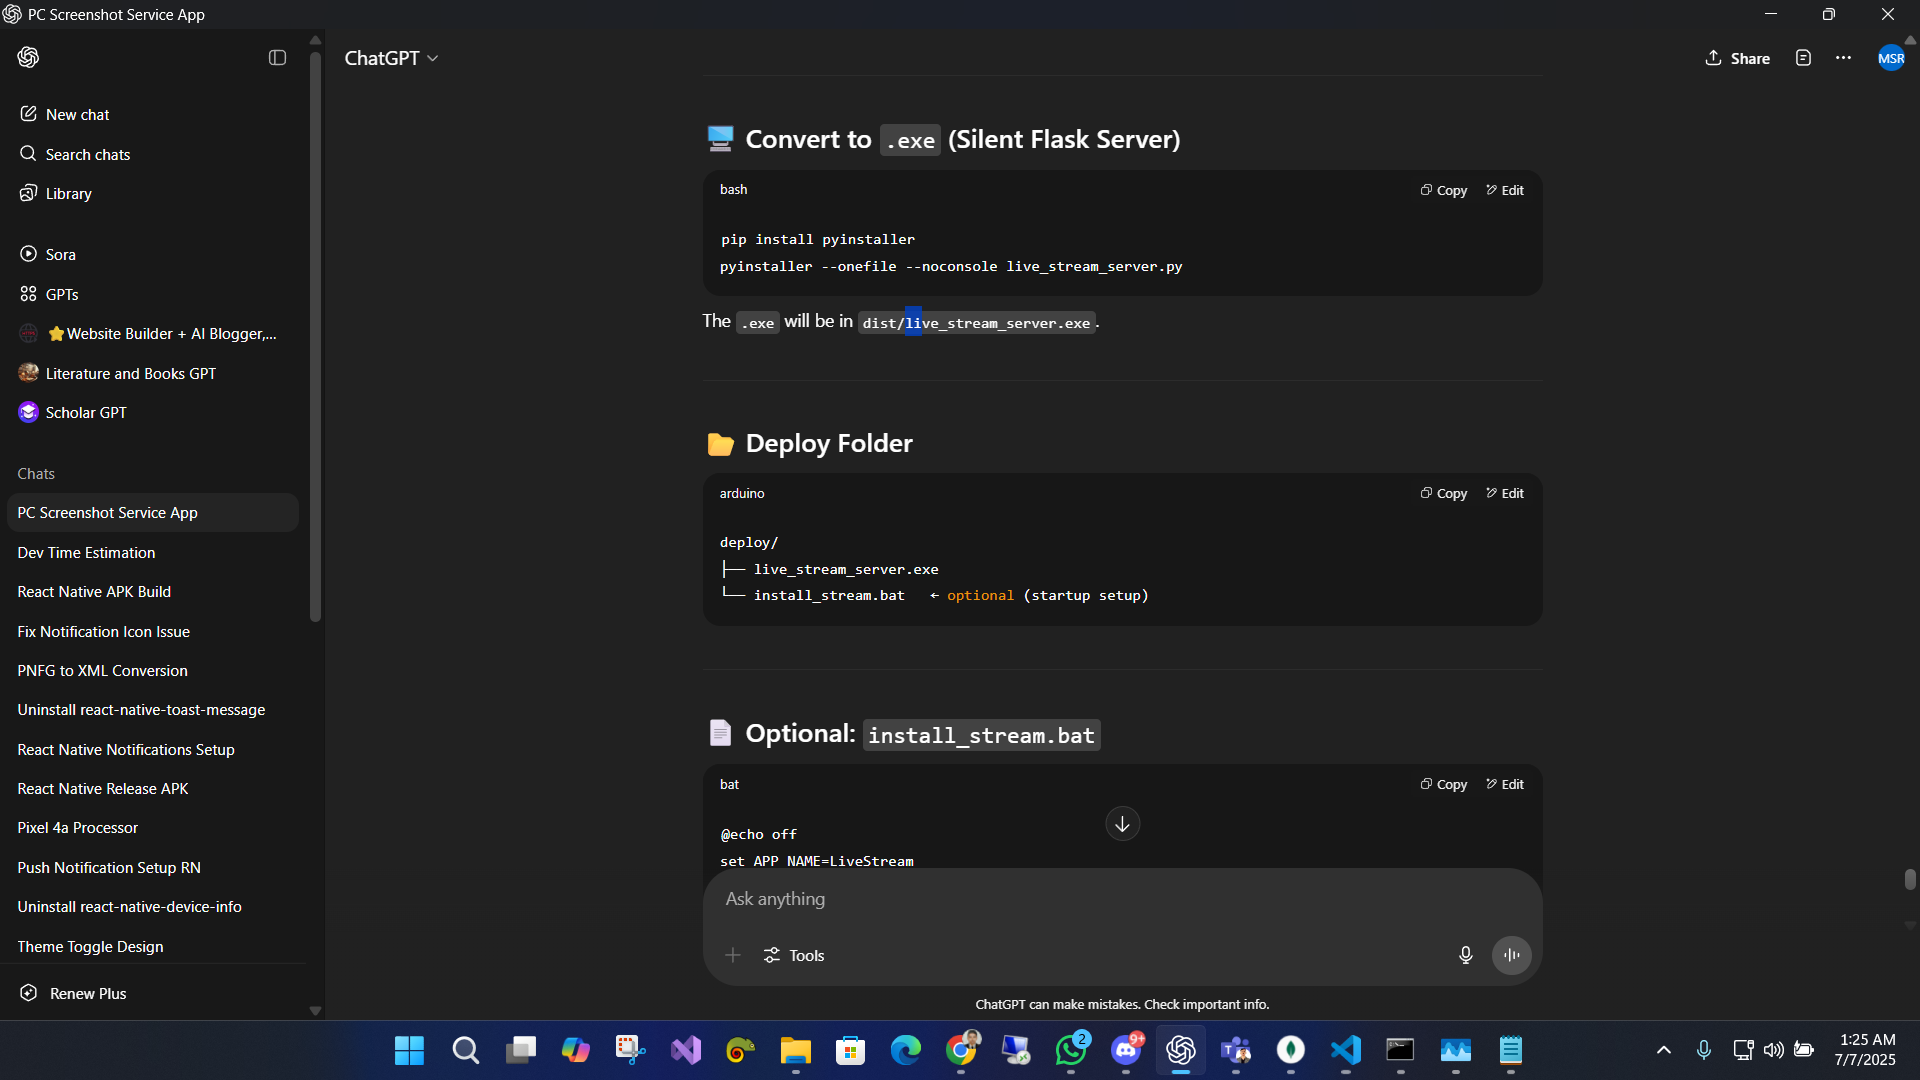 PC Screenshot Service App
ChatGPT
Share
MSR
New chat
Search chats
Library
Sora
GPTs
Website Builder + AI Blogger,...
Literature and Books GPT
Scholar GPT
Chats
PC Screenshot Service App
Dev Time Estimation
React Native APK Build
Fix Notification Icon Issue
PNFG to XML Conversion
Uninstall react-native-toast-message
React Native Notifications Setup
React Native Release APK
Pixel 4a Processor
Push Notification Setup RN
Uninstall react-native-device-info
Theme Toggle Design
Renew Plus
Convert to .exe (Silent Flask Server)
bash
Copy
Edit
pip install pyinstaller
pyinstaller --onefile --noconsole live_stream_server.py
The .exe will be in dist/live_stream_server.exe.
Deploy Folder
arduino
Copy
Edit
deploy/
├── live_stream_server.exe
└── install_stream.bat ← optional (startup setup)
Optional: install_stream.bat
bat
Copy
Edit
@echo off
set APP_NAME=LiveStream
Ask anything
Tools
ChatGPT can make mistakes. Check important info.
2
9+
1:25 AM
7/7/2025